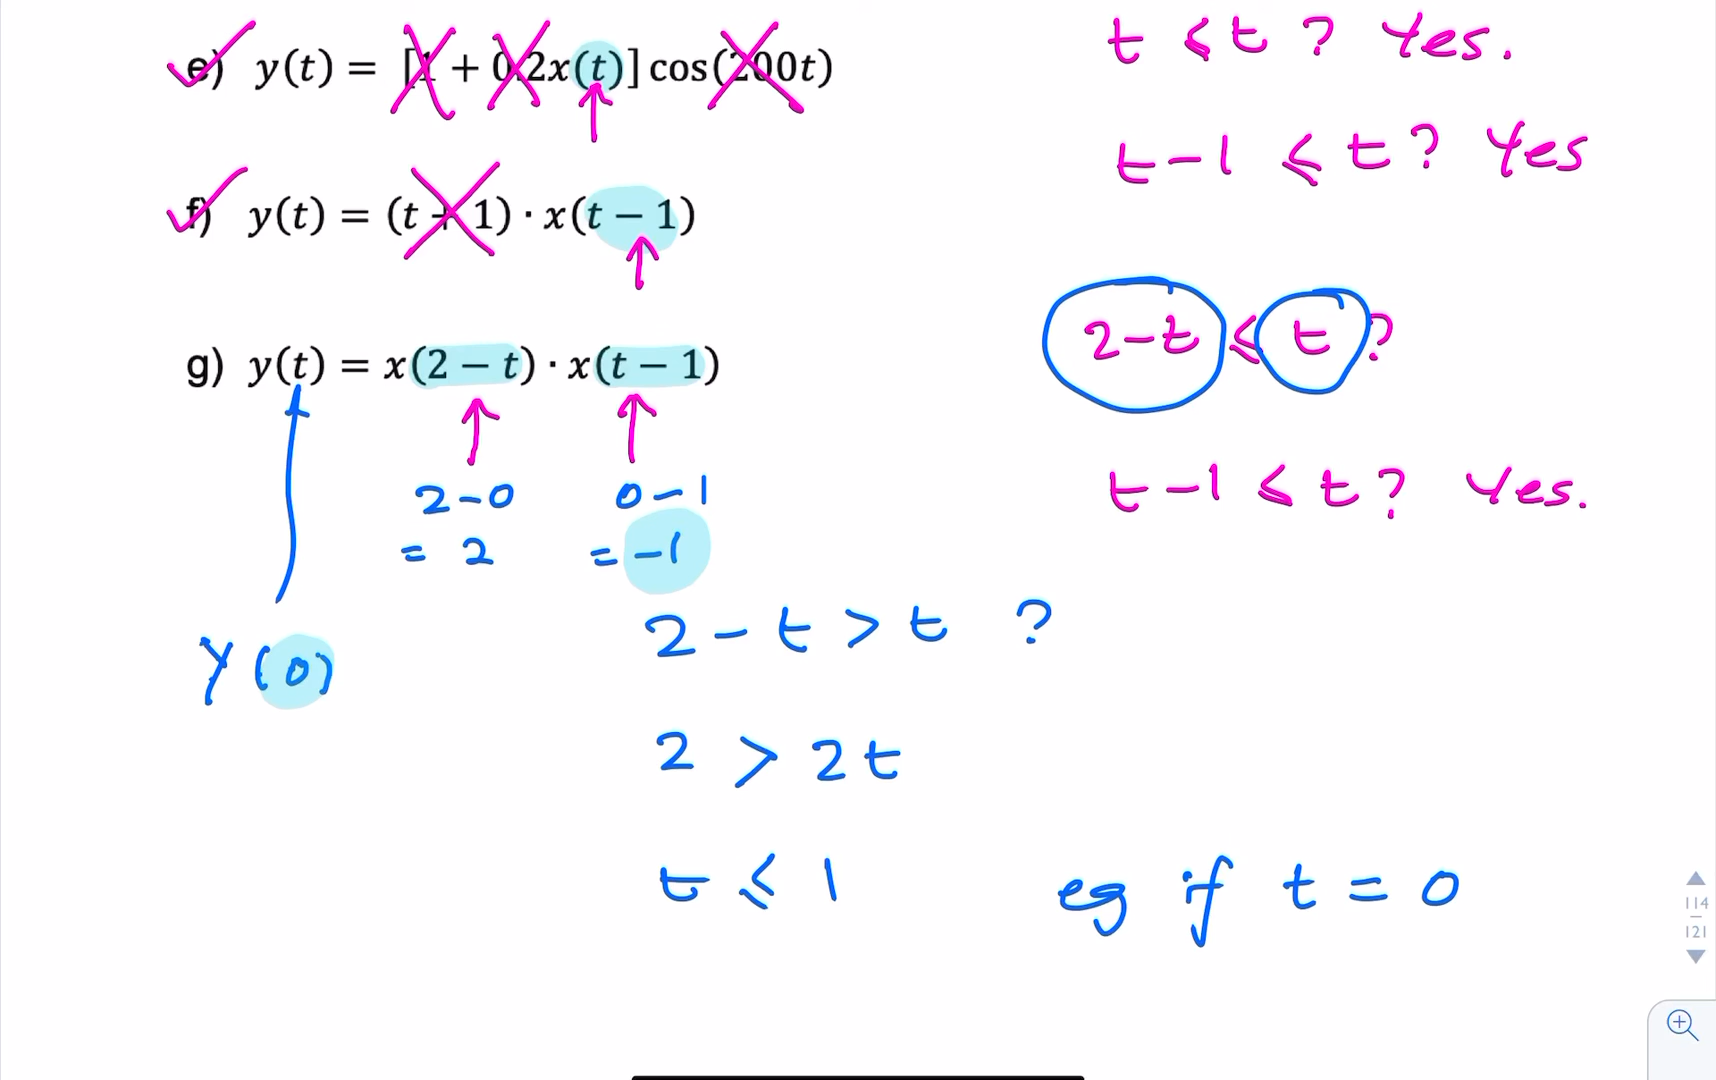 e) y(t) = [1 + 0.2x(t)] cos(200t)
t ≤ t ? Yes.
f) y(t) = (t + 1) · x(t − 1)
t − 1 ≤ t ? Yes
g) y(t) = x(2 − t) · x(t − 1)
2 − t ≤ t ?
2 − 0
0 − 1
t − 1 ≤ t ? Yes.
= 2
= −1
2 − t > t ?
y(0)
2 > 2t
t ≤ 1
eg if t = 0
114
121